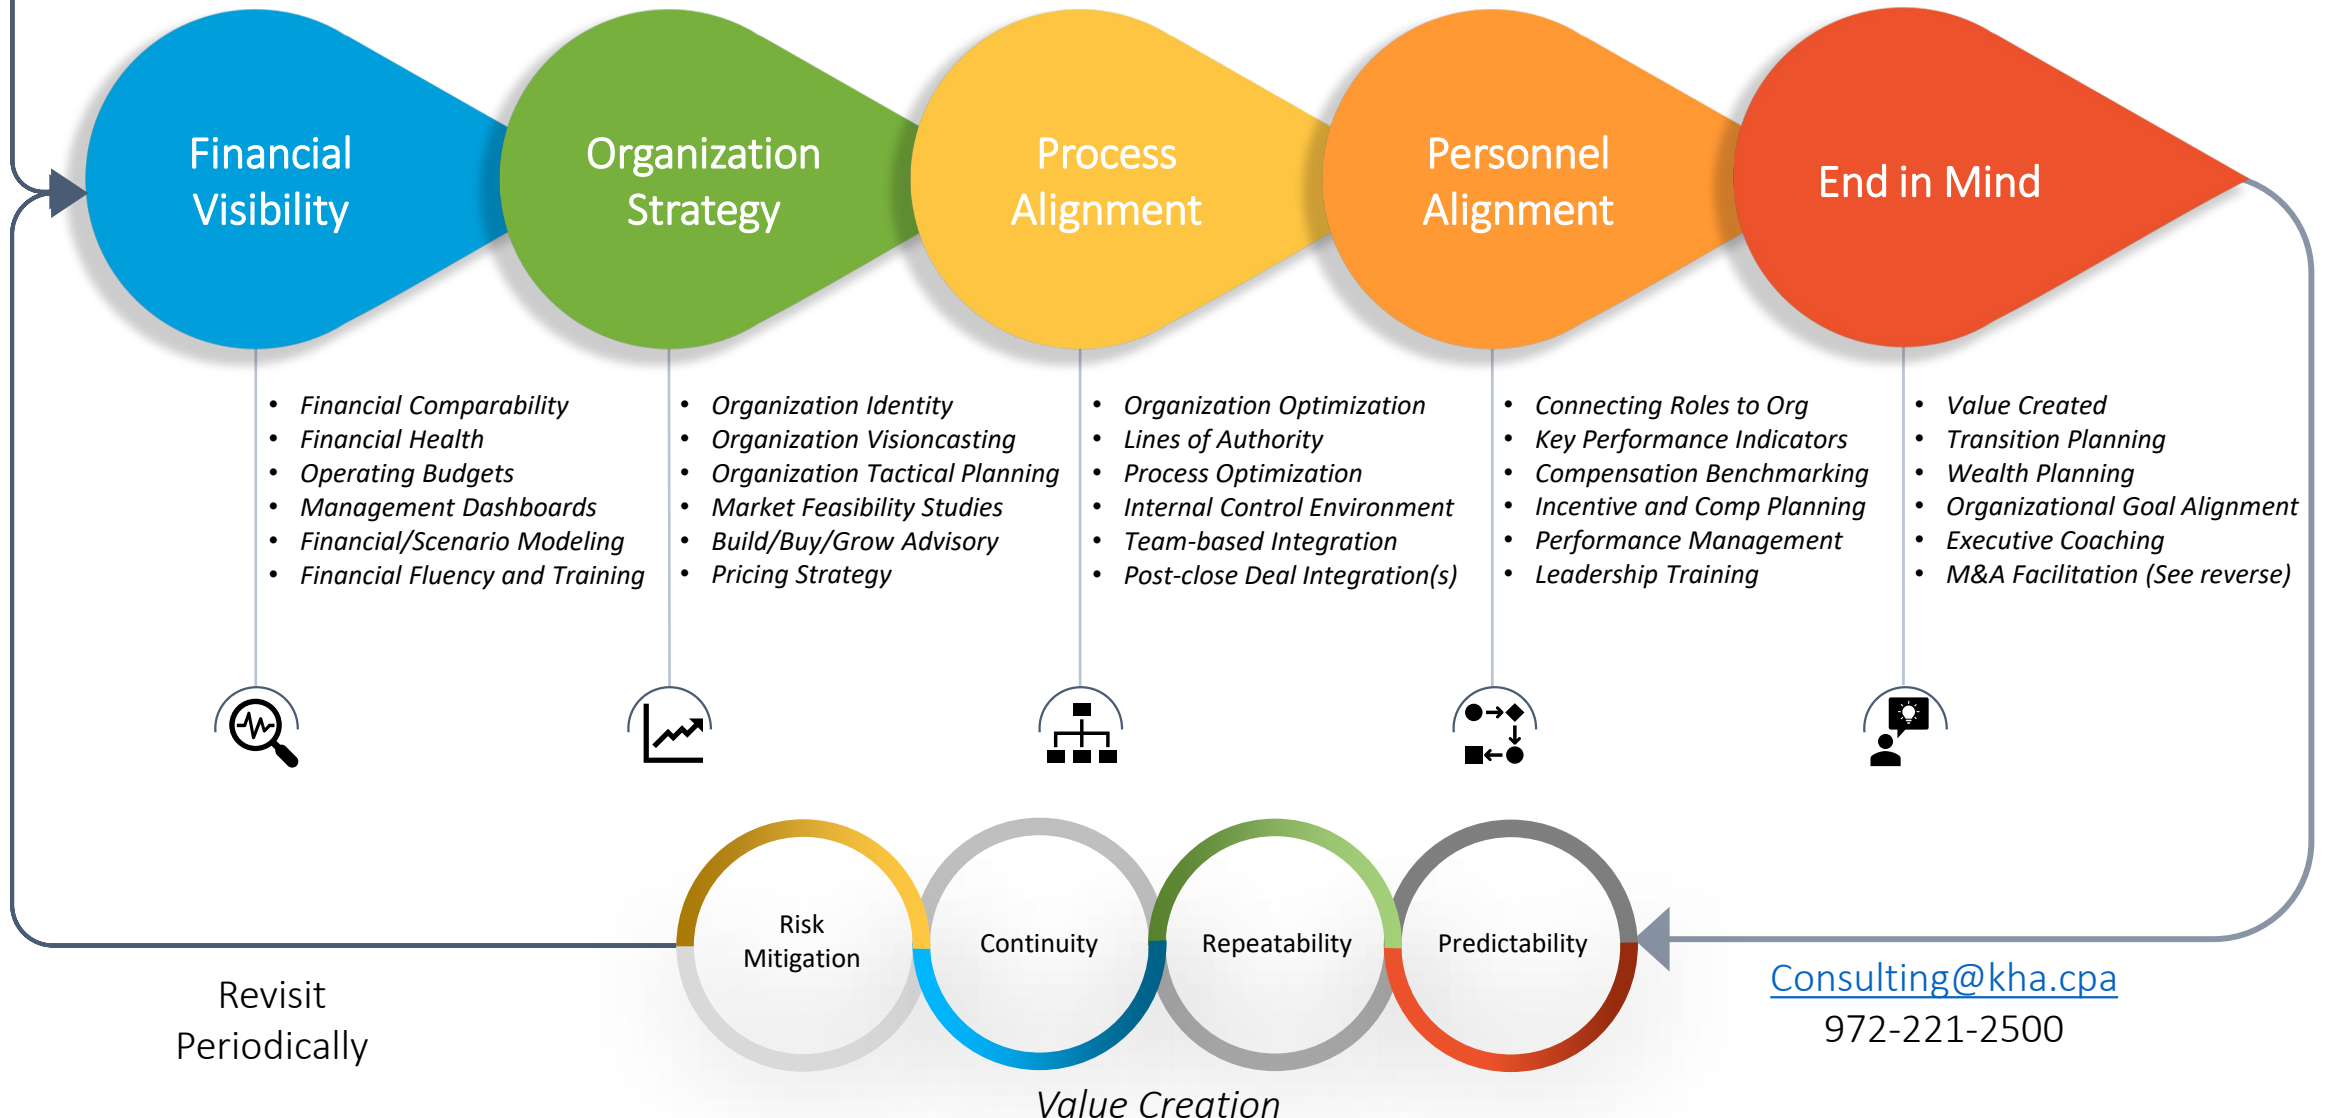 Financial
Visibility
Organization
Strategy
Process
Alignment
Personnel
Alignment
End in Mind
• Financial Comparability
• Financial Health
• Operating Budgets
• Management Dashboards
• Financial/Scenario Modeling
• Financial Fluency and Training
• Organization Identity
• Organization Visioncasting
• Organization Tactical Planning
• Market Feasibility Studies
• Build/Buy/Grow Advisory
• Pricing Strategy
• Organization Optimization
• Lines of Authority
• Process Optimization
• Internal Control Environment
• Team-based Integration
• Post-close Deal Integration(s)
• Connecting Roles to Org
• Key Performance Indicators
• Compensation Benchmarking
• Incentive and Comp Planning
• Performance Management
• Leadership Training
• Value Created
• Transition Planning
• Wealth Planning
• Organizational Goal Alignment
• Executive Coaching
• M&A Facilitation (See reverse)
Risk
Mitigation
Continuity
Repeatability
Predictability
Revisit
Periodically
Consulting@kha.cpa
972-221-2500
Value Creation